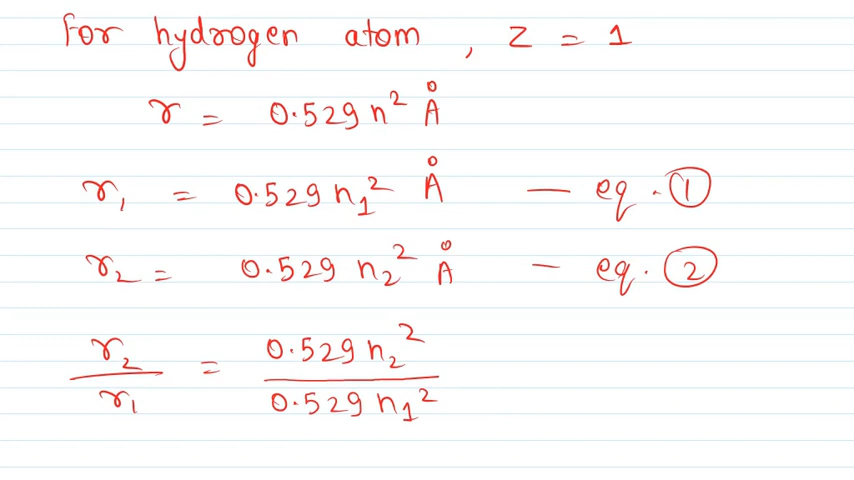 For hydrogen atom , Z = 1
r = 0.529 n² Å
r₁ = 0.529 n₁² Å — eq. ①
r₂ = 0.529 n₂² Å — eq. ②
r₂/r₁ = 0.529 n₂²/0.529 n₁²